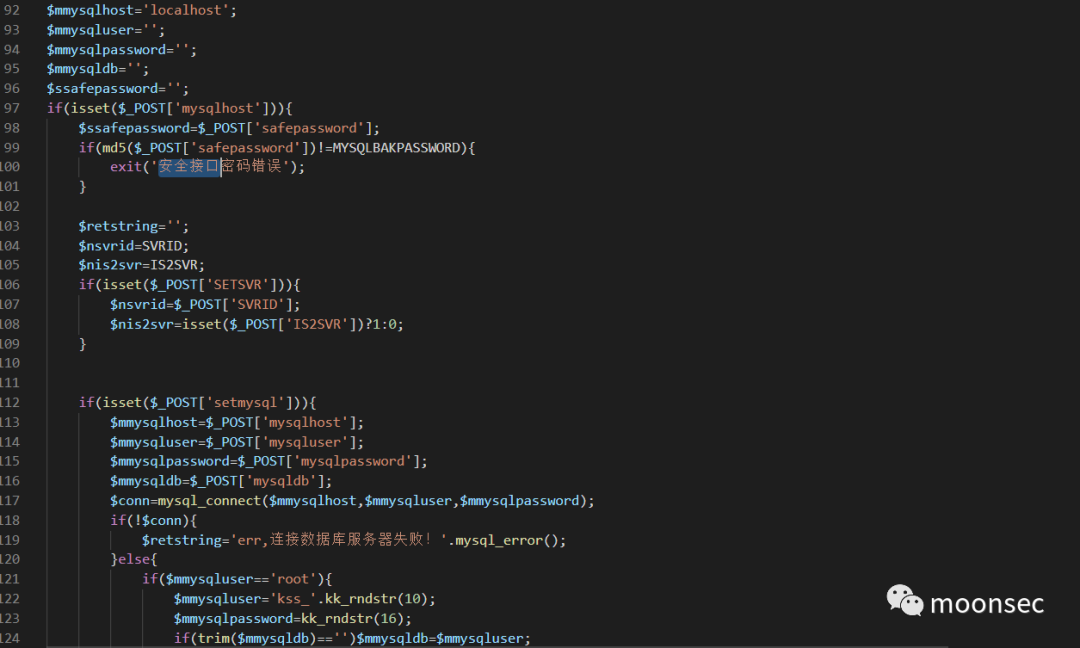 92 $mmysqlhost='localhost';
93 $mmysqluser='';
94 $mmysqlpassword='';
95 $mmysqldb='';
96 $ssafepassword='';
97 if(isset($_POST['mysqlhost'])){
98 $ssafepassword=$_POST['safepassword'];
99 if(md5($_POST['safepassword'])!=MYSQLBAKPASSWORD){
100 exit('安全接口密码错误');
101 }
102
103 $retstring='';
104 $nsvrid=SVRID;
105 $nis2svr=IS2SVR;
106 if(isset($_POST['SETSVR'])){
107 $nsvrid=$_POST['SVRID'];
108 $nis2svr=isset($_POST['IS2SVR'])?1:0;
109 }
110
111
112 if(isset($_POST['setmysql'])){
113 $mmysqlhost=$_POST['mysqlhost'];
114 $mmysqluser=$_POST['mysqluser'];
115 $mmysqlpassword=$_POST['mysqlpassword'];
116 $mmysqldb=$_POST['mysqldb'];
117 $conn=mysql_connect($mmysqlhost,$mmysqluser,$mmysqlpassword);
118 if(!$conn){
119 $retstring='err,连接数据库服务器失败！'.mysql_error();
120 }else{
121 if($mmysqluser=='root'){
122 $mmysqluser='kss_'.kk_rndstr(10);
123 $mmysqlpassword=kk_rndstr(16);
124 if(trim($mmysqldb)=='')$mmysqldb=$mmysqluser;
moonsec